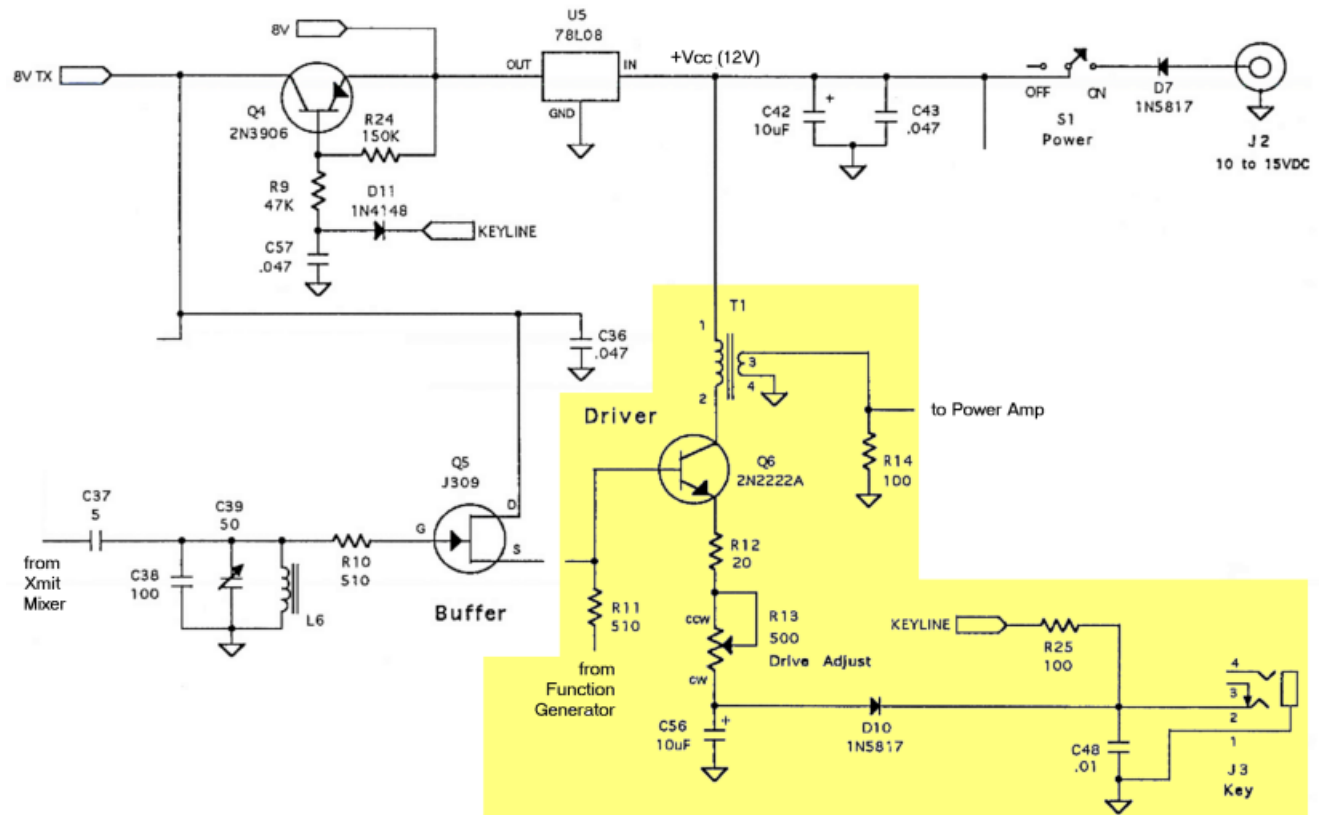 8V
U5
78L08
8V TX
OUT
IN
+Vcc (12V)
GND
Q4
2N3906
R24
150K
C42
10uF
+
C43
.047
OFF
ON
S1
Power
D7
1N5817
J2
10 to 15VDC
R9
47K
D11
1N4148
KEYLINE
C57
.047
C36
.047
T1
1
2
3
4
Driver
to Power Amp
Q6
2N2222A
R14
100
Q5
J309
D
G
S
C37
5
C39
50
from
Xmit
Mixer
C38
100
L6
R10
510
Buffer
R11
510
from
Function
Generator
R12
20
CCW
R13
500
Drive Adjust
CW
KEYLINE
R25
100
C56
10uF
+
D10
1N5817
C48
.01
4
3
2
1
J3
Key